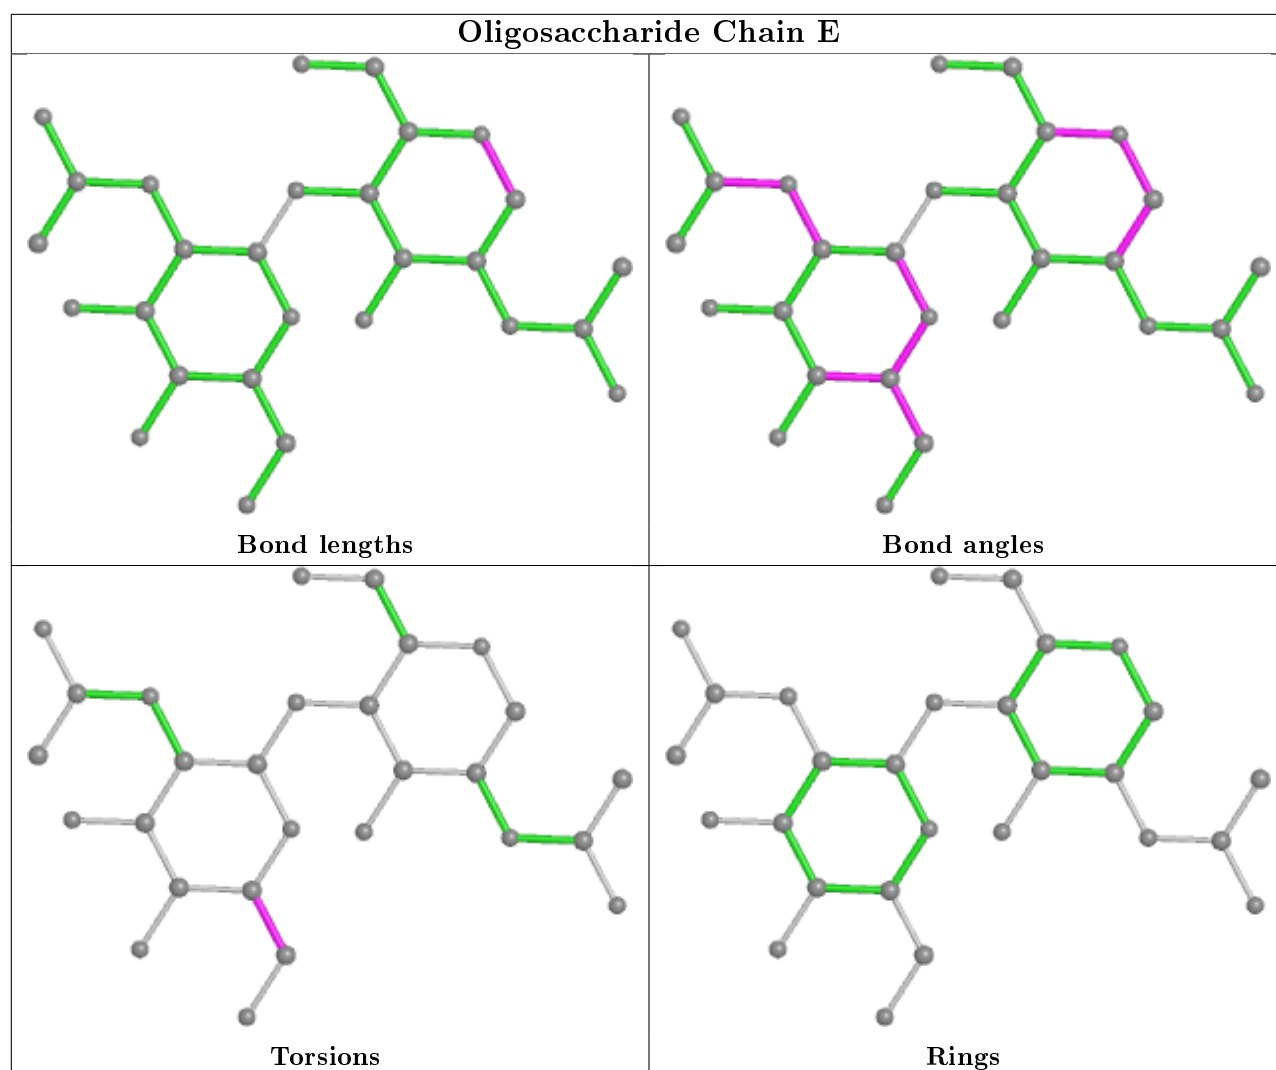 Oligosaccharide Chain E
Bond lengths
Bond angles
Torsions
Rings